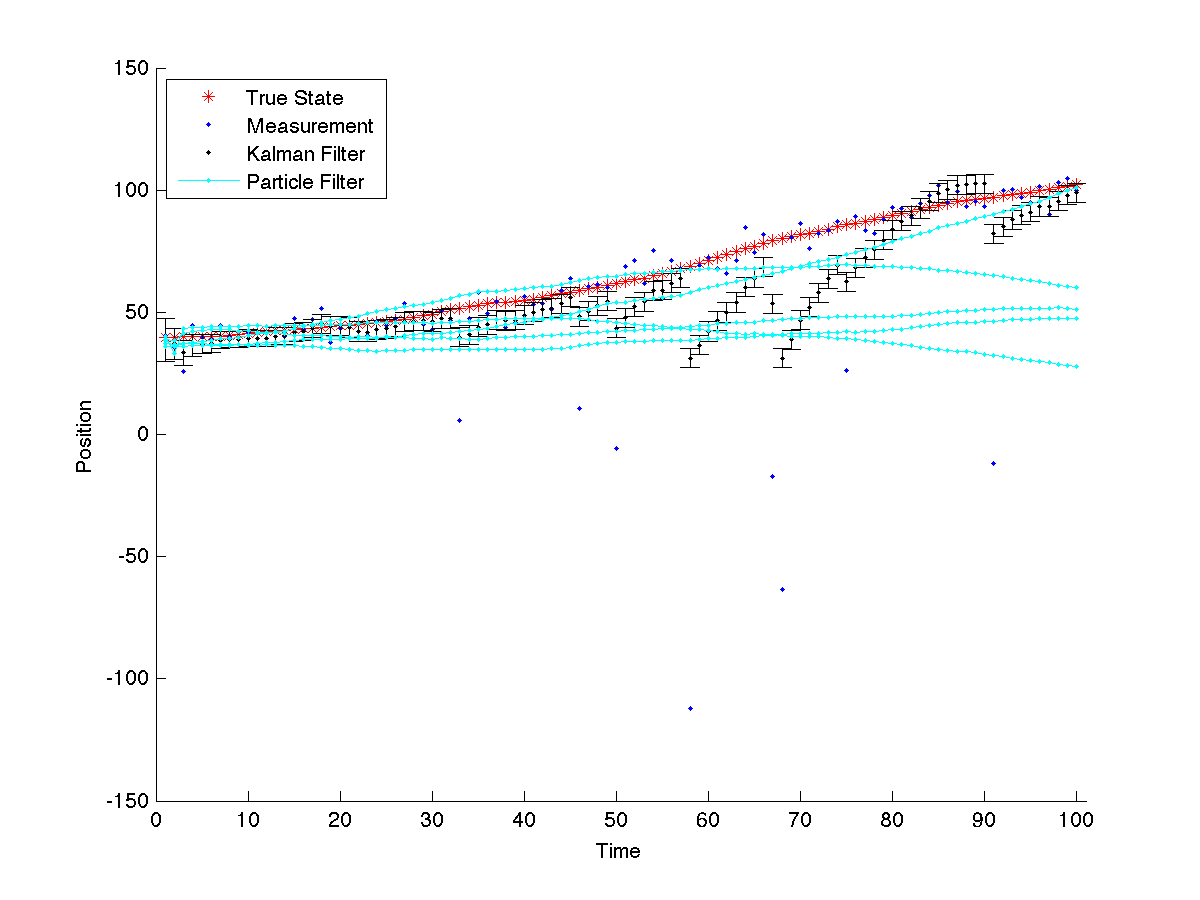 150
100
50
0
-50
-100
-150
Position
True State
Measurement
Kalman Filter
Particle Filter
0 10 20 30 40 50 60 70 80 90 100
Time